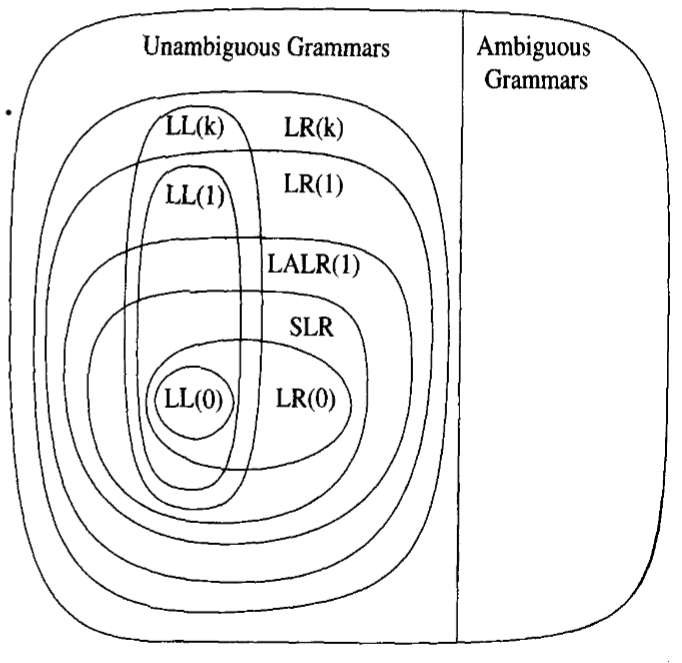 Unambiguous Grammars
Ambiguous
Grammars
LL(k)
LR(k)
LL(1)
LR(1)
LALR(1)
SLR
LL(0)
LR(0)